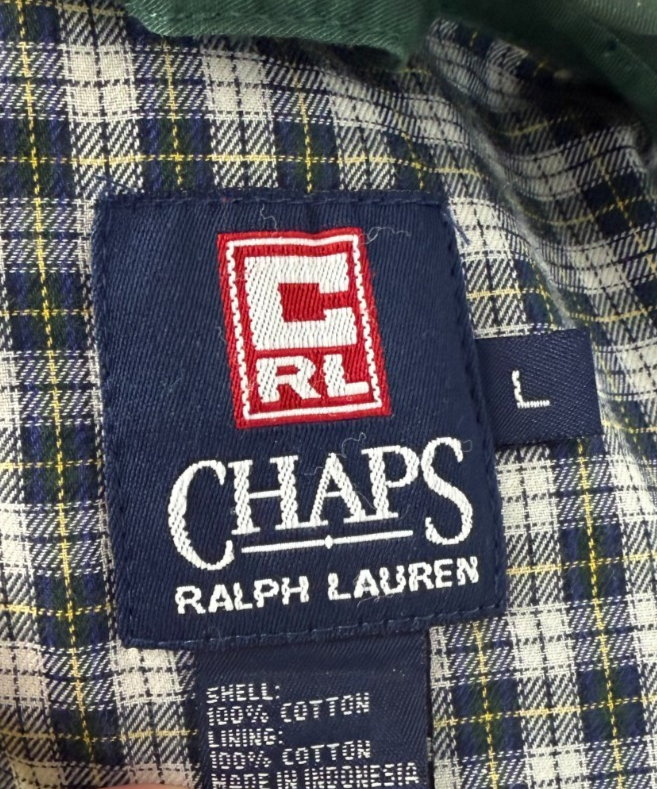 C
RL
L
CHAPS
RALPH LAUREN
SHELL:
100% COTTON
LINING:
100% COTTON
MADE IN INDONESIA